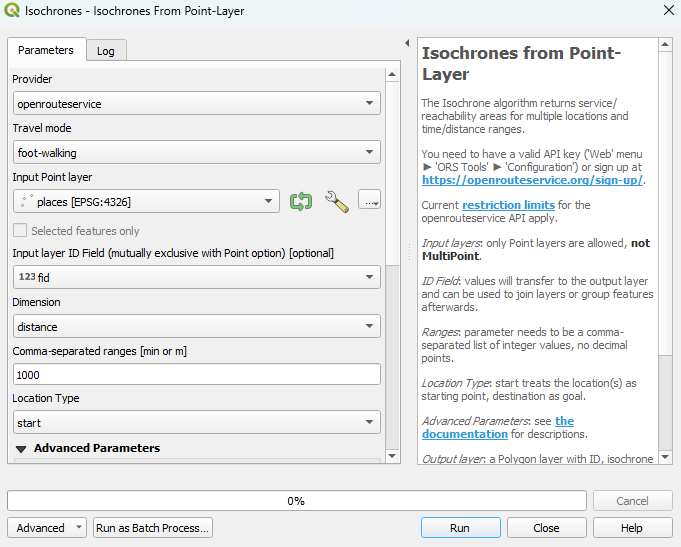 Isochrones - Isochrones From Point-Layer
Parameters
Log
Provider
openrouteservice
Travel mode
foot-walking
Input Point layer
places [EPSG:4326]
...
Selected features only
Input layer ID Field (mutually exclusive with Point option) [optional]
123 fid
Dimension
distance
Comma-separated ranges [min or m]
1000
Location Type
start
Advanced Parameters
Isochrones from Point-
Layer
The Isochrone algorithm returns service/
reachability areas for multiple locations and
time/distance ranges.
You need to have a valid API key ('Web' menu
► 'ORS Tools' ► 'Configuration') or sign up at
https://openrouteservice.org/sign-up/.
Current restriction limits for the
openrouteservice API apply.
Input layers: only Point layers are allowed, not
MultiPoint.
ID Field: values will transfer to the output layer
and can be used to join layers or group features
afterwards.
Ranges: parameter needs to be a comma-
separated list of integer values, no decimal
points.
Location Type: start treats the location(s) as
starting point, destination as goal.
Advanced Parameters: see the
documentation for descriptions.
Output layer: a Polygon layer with ID, isochrone
0%
Cancel
Advanced
Run as Batch Process...
Run
Close
Help